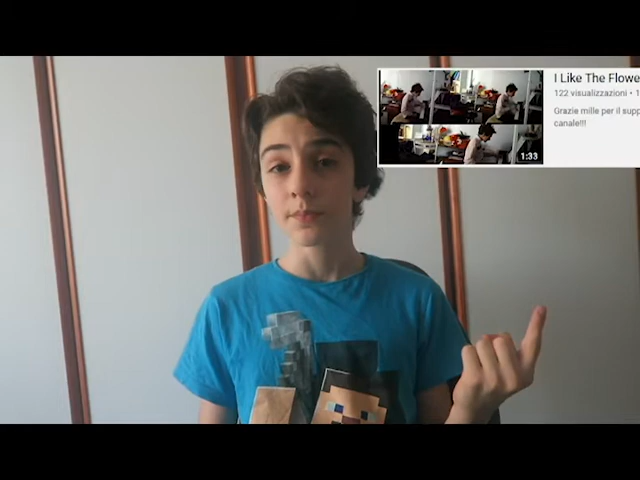 I Like The Flowe
122 visualizzazioni • 1
Grazie mille per il supp
canale!!!
1:33